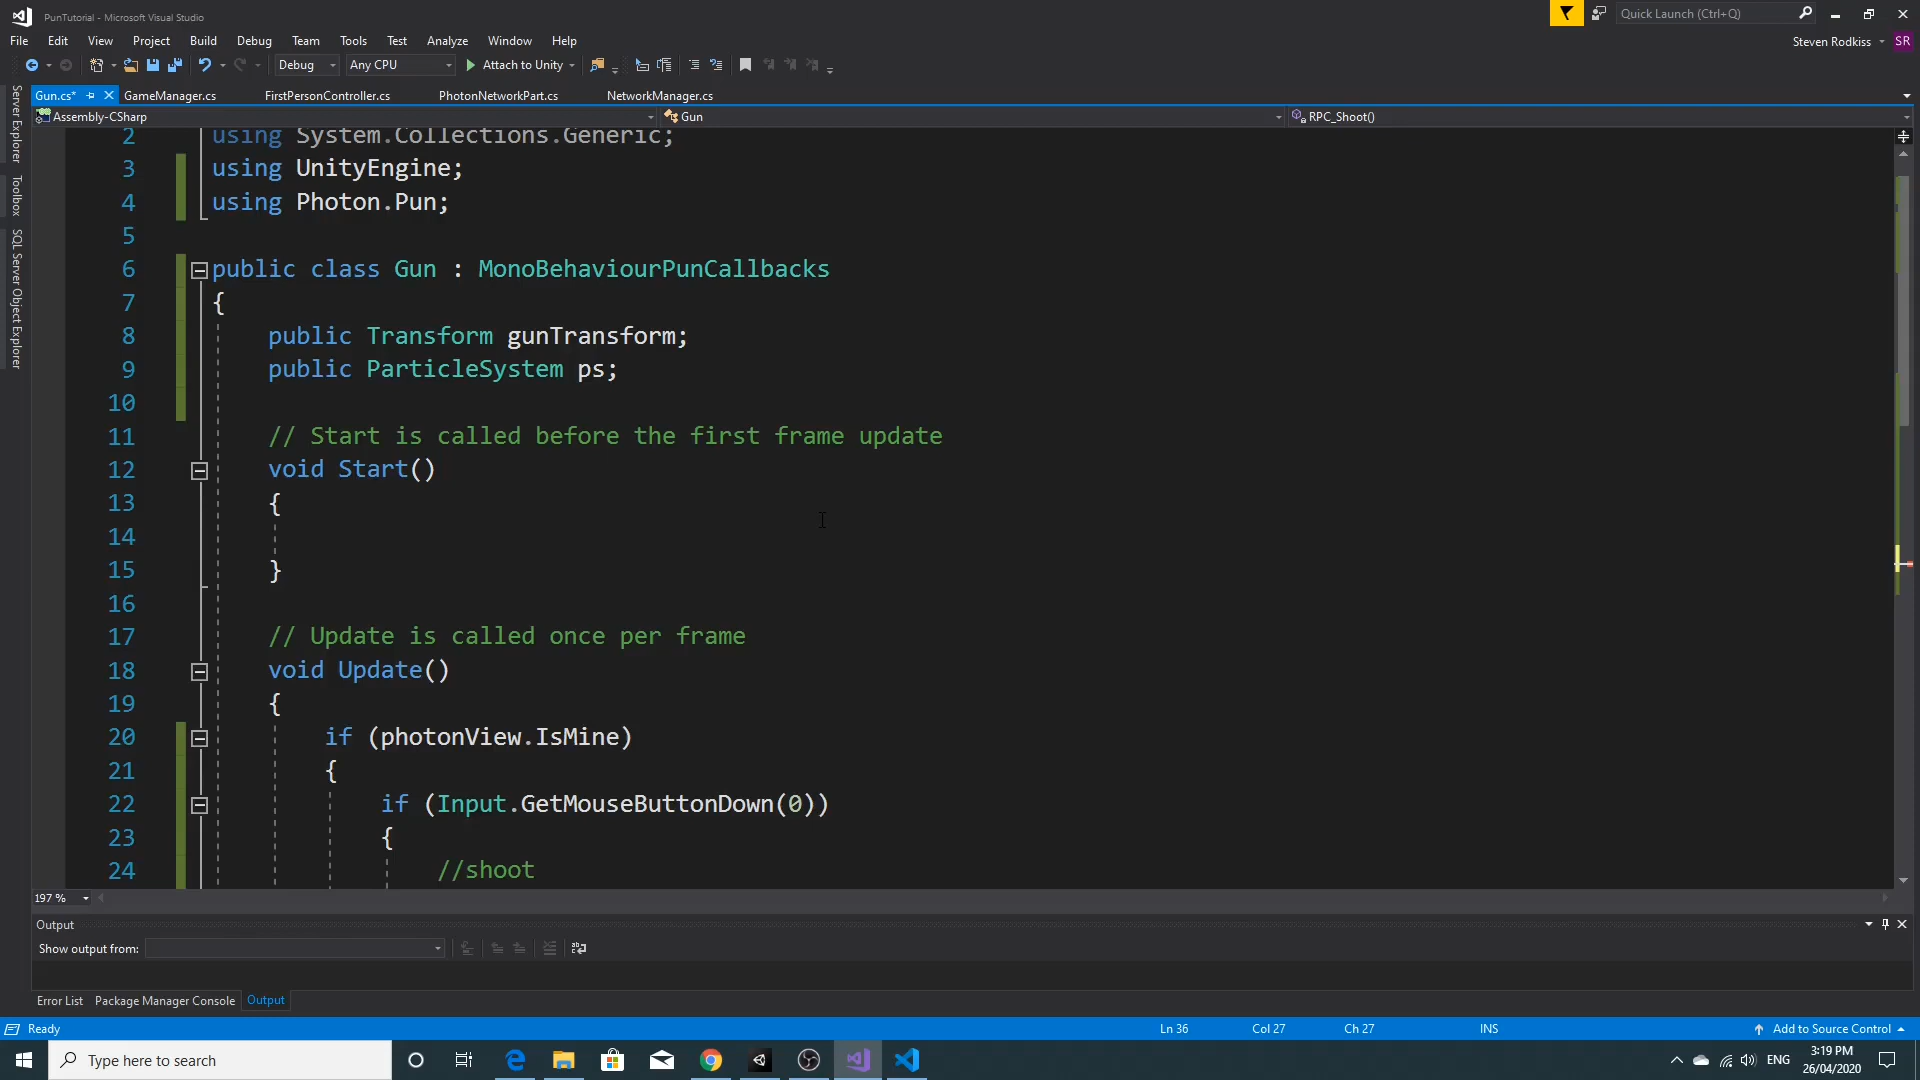 PunTutorial - Microsoft Visual Studio
Quick Launch (Ctrl+Q)
File Edit View Project Build Debug Team Tools Test Analyze Window Help
Steven Rodkiss SR
Debug Any CPU Attach to Unity
Gun.cs* GameManager.cs FirstPersonController.cs PhotonNetworkPart.cs NetworkManager.cs
Assembly-CSharp Gun RPC_Shoot()
Server Explorer
Toolbox
SQL Server Object Explorer
2 using System.Collections.Generic;
3 using UnityEngine;
4 using Photon.Pun;
5
6 public class Gun : MonoBehaviourPunCallbacks
7 {
8 public Transform gunTransform;
9 public ParticleSystem ps;
10
11 // Start is called before the first frame update
12 void Start()
13 {
14
15 }
16
17 // Update is called once per frame
18 void Update()
19 {
20 if (photonView.IsMine)
21 {
22 if (Input.GetMouseButtonDown(0))
23 {
24 //shoot
197 %
Output
Show output from:
Error List Package Manager Console Output
Ready Ln 36 Col 27 Ch 27 INS Add to Source Control
Type here to search
ENG
3:19 PM
26/04/2020